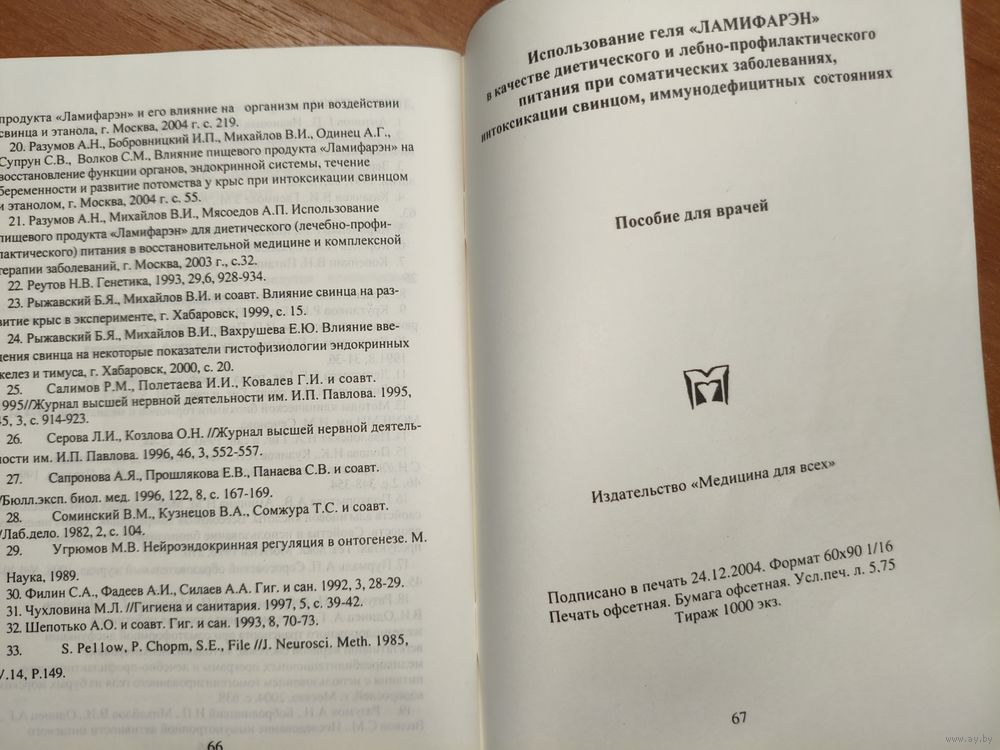 продукта «Ламифарэн» и его влияние на организм при воздействии
свинца и этанола, г. Москва, 2004 г. с. 219.
20. Разумов А.Н., Бобровницкий И.П., Михайлов В.И., Одинец А.Г.,
Супрун С.В., Волков С.М., Влияние пищевого продукта «Ламифарэн» на
восстановление функции органов, эндокринной системы, течение
беременности и развитие потомства у крыс при интоксикации свинцом
и этанолом, г. Москва, 2004 г. с. 55.
21. Разумов А.Н., Михайлов В.И., Мясоедов А.П. Использование
пищевого продукта «Ламифарэн» для диетического (лечебно-профи-
лактического) питания в восстановительной медицине и комплексной
терапии заболеваний, г. Москва, 2003 г., с.32.
22. Реутов Н.В. Генетика, 1993, 29,6, 928-934.
23. Рыжавский Б.Я., Михайлов В.И. и соавт. Влияние свинца на раз-
витие крыс в эксперименте, г. Хабаровск, 1999, с. 15.
24. Рыжавский Б.Я., Михайлов В.И., Вахрушева Е.Ю. Влияние вве-
дения свинца на некоторые показатели гистофизиологии эндокринных
желез и тимуса, г. Хабаровск, 2000, с. 20.
25. Салимов Р.М., Полетаева И.И., Ковалев Г.И. и соавт.
1995//Журнал высшей нервной деятельности им. И.П. Павлова. 1995,
45, 3, с. 914-923.
26. Серова Л.И., Козлова О.Н. //Журнал высшей нервной деятель-
ности им. И.П. Павлова. 1996, 46, 3, 552-557.
27. Сапронова А.Я., Прошлякова Е.В., Панаева С.В. и соавт.
//Бюлл.эксп. биол. мед. 1996, 122, 8, с. 167-169.
28. Соминский В.М., Кузнецов В.А., Сомжура Т.С. и соавт.
//Лаб.дело. 1982, 2, с. 104.
29. Угрюмов М.В. Нейроэндокринная регуляция в онтогенезе. М.
Наука, 1989.
30. Филин С.А., Фадеев А.И., Силаев А.А. Гиг. и сан. 1992, 3, 28-29.
31. Чухловина М.Л. //Гигиена и санитария. 1997, 5, с. 39-42.
32. Шепотько А.О. и соавт. Гиг. и сан. 1993, 8, 70-73.
33. S. Pellow, P. Chopm, S.E., File //J. Neurosci. Meth. 1985,
V.14, P.149.
66
Использование геля «ЛАМИФАРЭН»
в качестве диетического и лебно-профилактического
питания при соматических заболеваниях,
интоксикации свинцом, иммунодефицитных состояниях
Пособие для врачей
Издательство «Медицина для всех»
Подписано в печать 24.12.2004. Формат 60x90 1/16
Печать офсетная. Бумага офсетная. Усл.печ. л. 5.75
Тираж 1000 экз.
67
www.ay.by